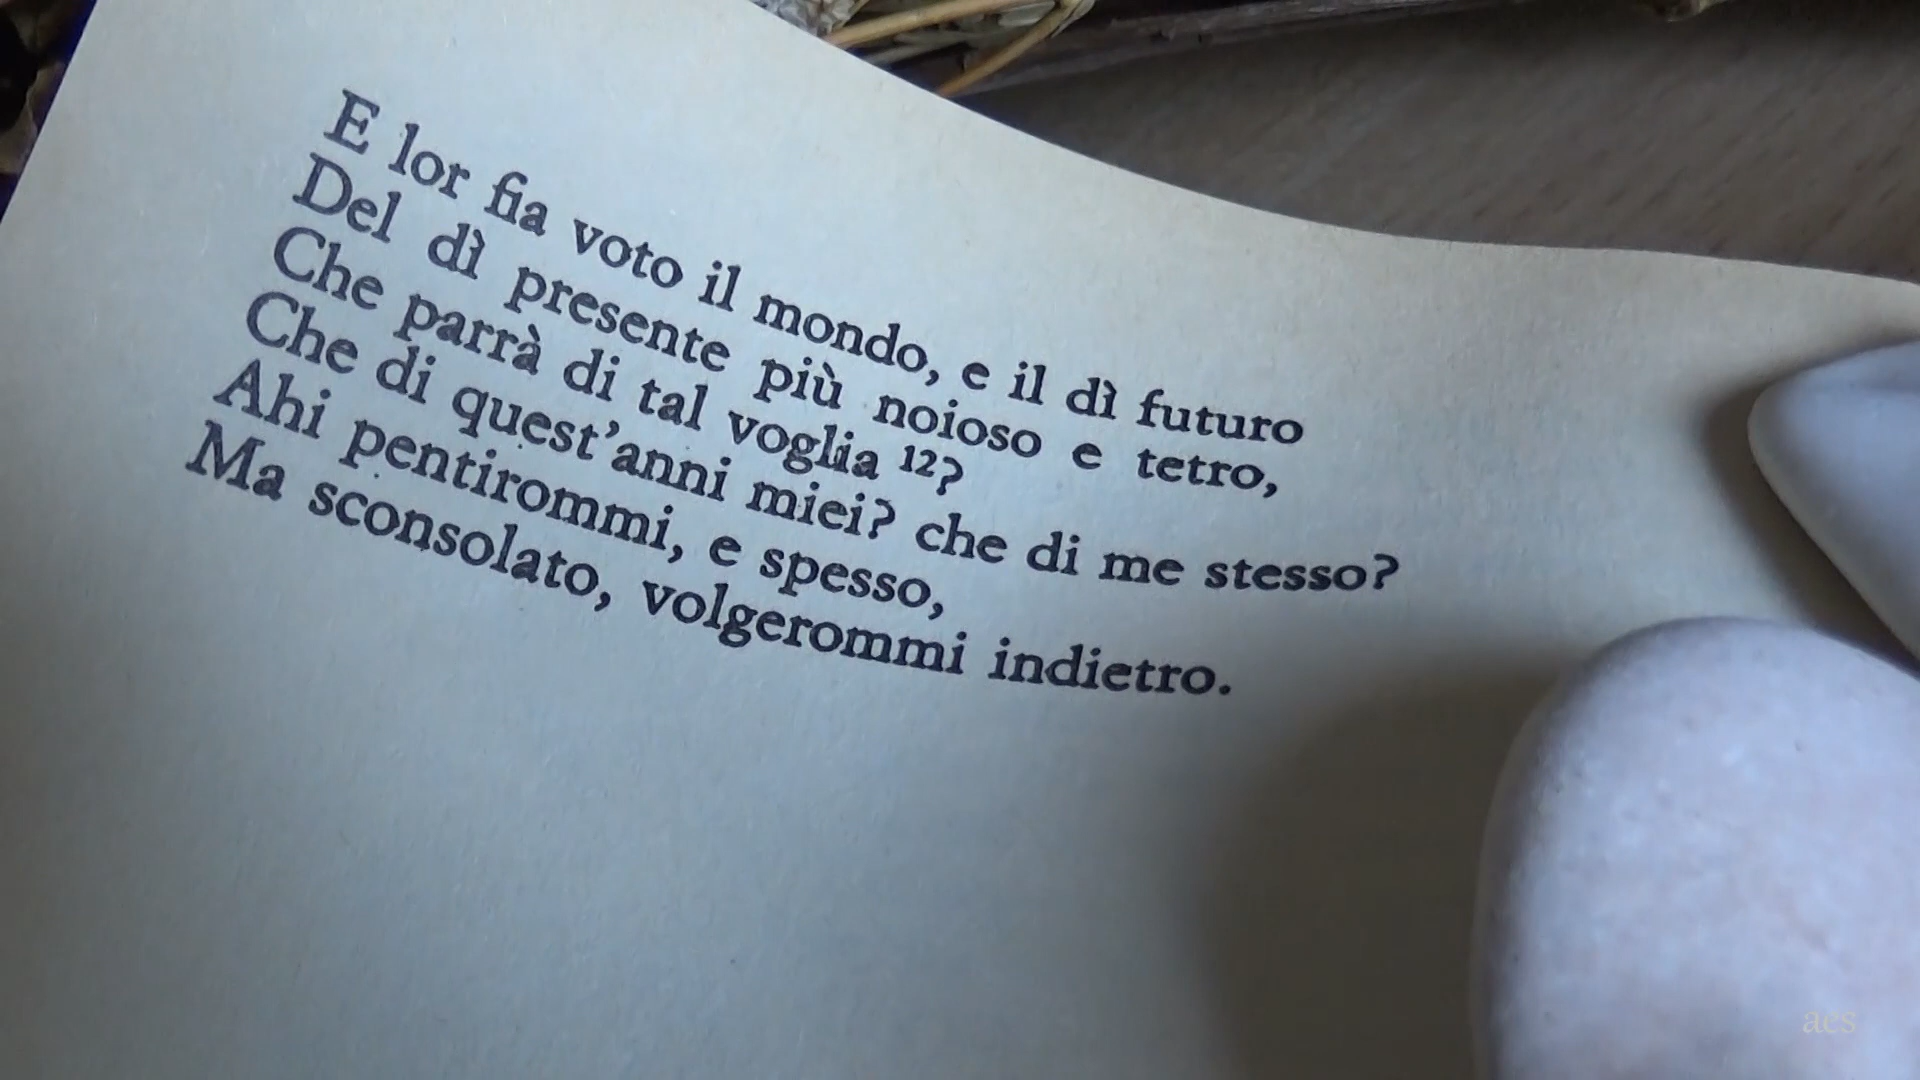 E lor fia voto il mondo, e il dì futuro
Del dì presente più noioso e tetro,
Che parrà di tal voglia ¹²?
Che di quest'anni miei? che di me stesso?
Ahi pentirommi, e spesso,
Ma sconsolato, volgerommi indietro.
acs